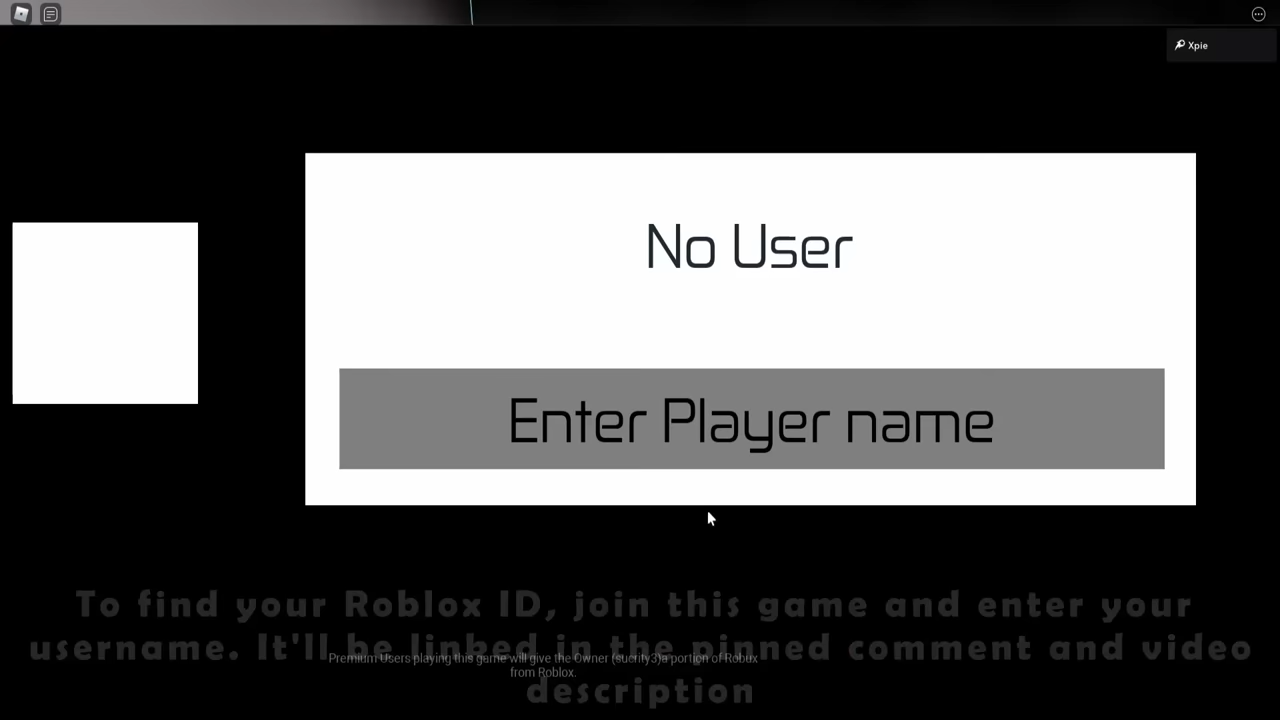 Xpie
No User
Enter Player name
To find your Roblox ID, join this game and enter your
username. It'll be linked in the pinned comment and video
description
Premium Users playing this game will give the Owner (sucrity3)a portion of Robux
from Roblox.